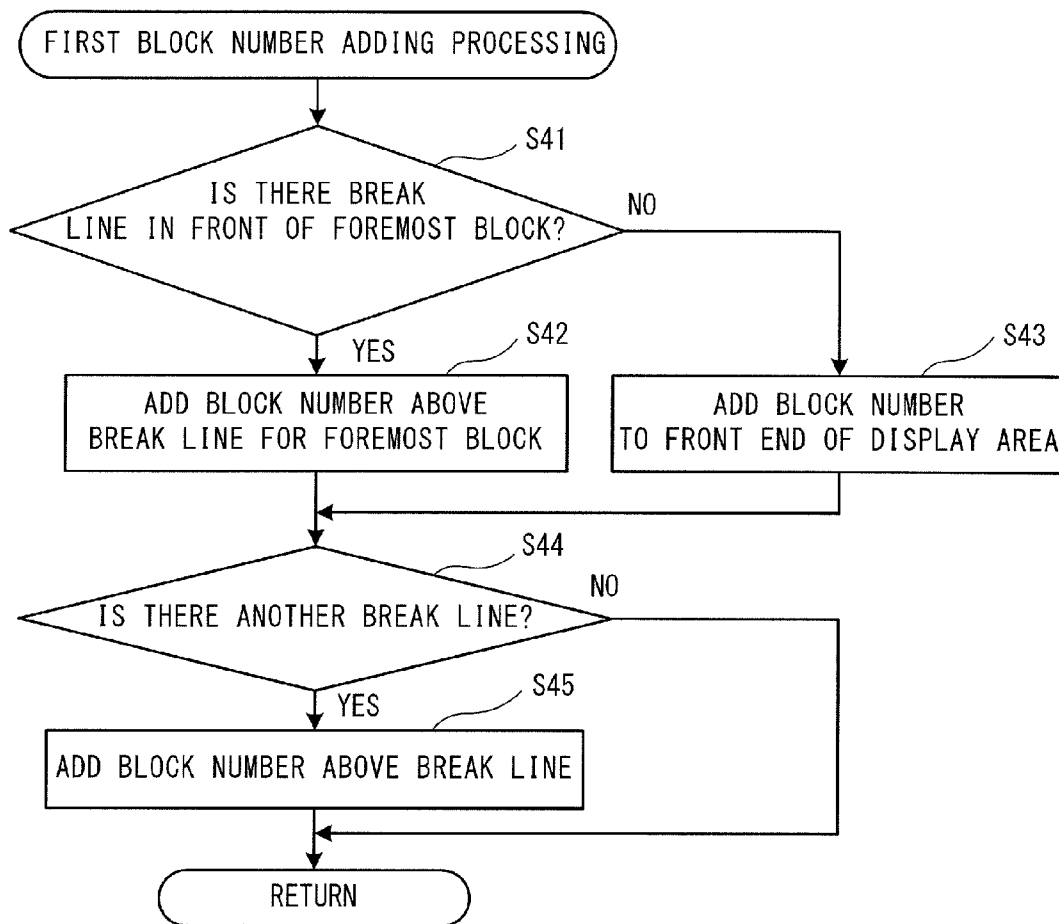 FIRST BLOCK NUMBER ADDING PROCESSING
S41
IS THERE BREAK
LINE IN FRONT OF FOREMOST BLOCK?
NO
YES
S42
ADD BLOCK NUMBER ABOVE
BREAK LINE FOR FOREMOST BLOCK
S43
ADD BLOCK NUMBER
TO FRONT END OF DISPLAY AREA
S44
IS THERE ANOTHER BREAK LINE?
NO
YES
S45
ADD BLOCK NUMBER ABOVE BREAK LINE
RETURN